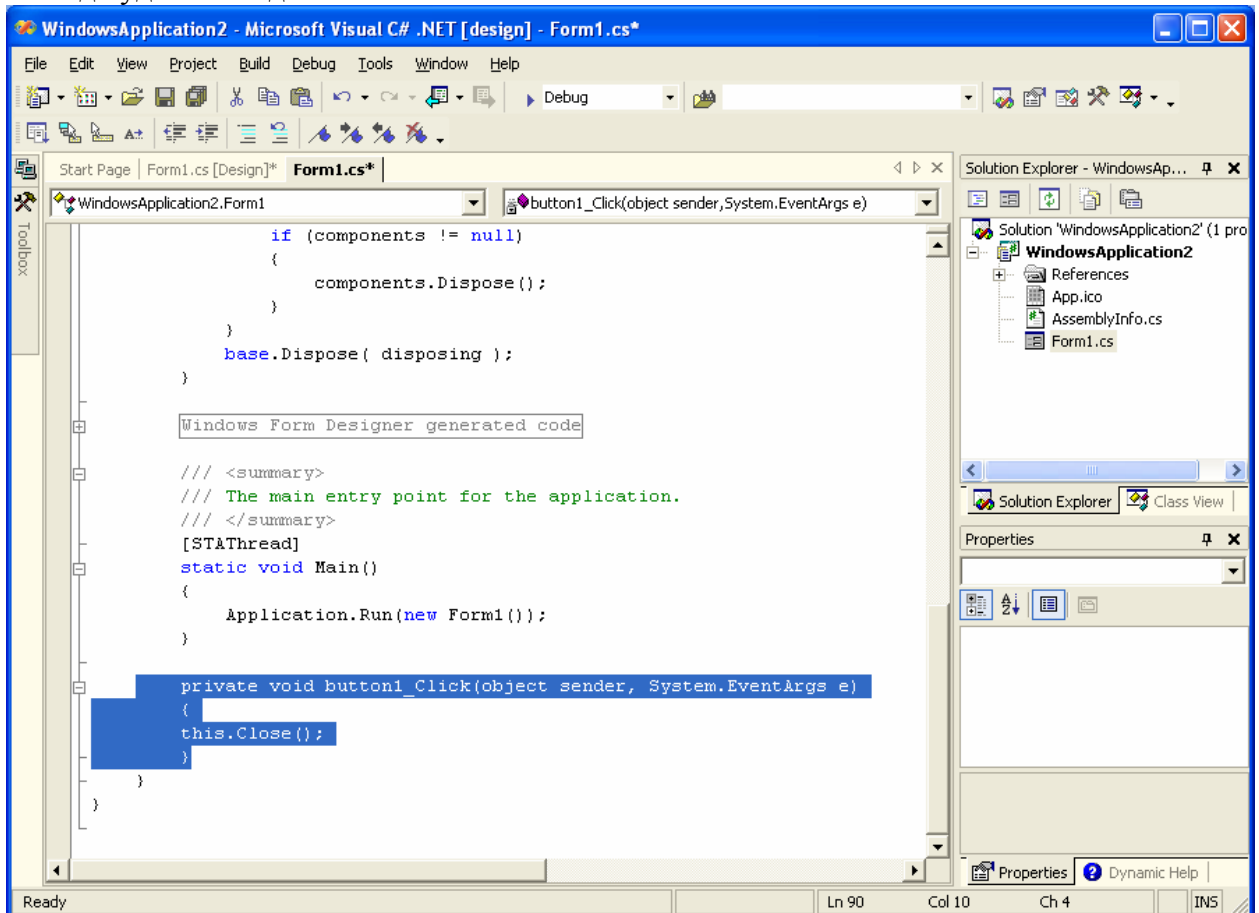 WindowsApplication2 - Microsoft Visual C# .NET [design] - Form1.cs*
File Edit View Project Build Debug Tools Window Help
Debug
Start Page Form1.cs [Design]* Form1.cs*
WindowsApplication2.Form1 button1_Click(object sender,System.EventArgs e)
Toolbox
if (components != null)
{
components.Dispose();
}
}
base.Dispose( disposing );
}
Windows Form Designer generated code
/// <summary>
/// The main entry point for the application.
/// </summary>
[STAThread]
static void Main()
{
Application.Run(new Form1());
}
private void button1_Click(object sender, System.EventArgs e)
{
this.Close();
}
}
}
Solution Explorer - WindowsAp...
Solution 'WindowsApplication2' (1 pro
WindowsApplication2
References
App.ico
AssemblyInfo.cs
Form1.cs
Solution Explorer Class View
Properties
Properties Dynamic Help
Ready Ln 90 Col 10 Ch 4 INS